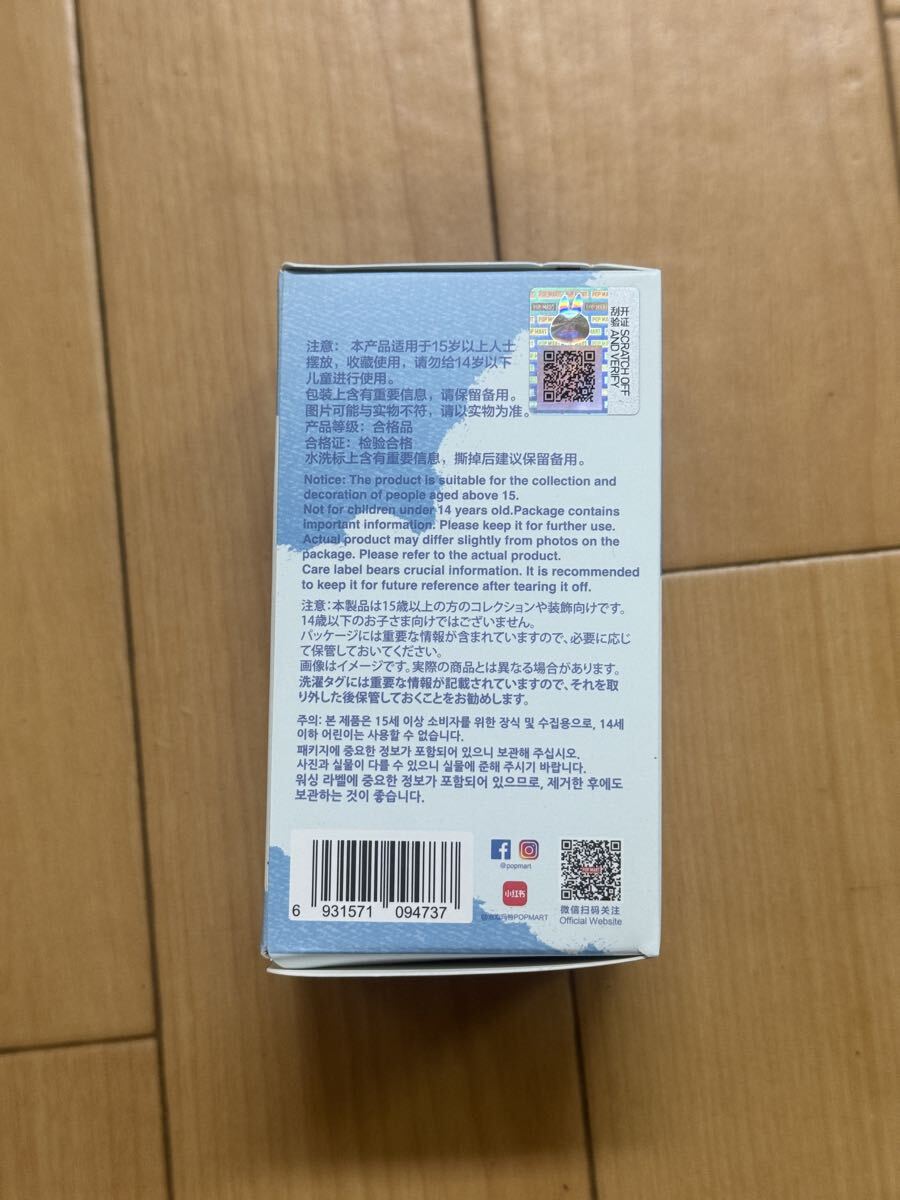 POP MART
开证 SCRATCH OFF
刮验 AND VERIFY
注意： 本产品适用于15岁以上人士
摆放，收藏使用，请勿给14岁以下
儿童进行使用。
包装上含有重要信息，请保留备用。
图片可能与实物不符，请以实物为准。
产品等级：合格品
合格证：检验合格
水洗标上含有重要信息，撕掉后建议保留备用。
Notice: The product is suitable for the collection and
decoration of people aged above 15.
Not for children under 14 years old.Package contains
important information. Please keep it for further use.
Actual product may differ slightly from photos on the
package. Please refer to the actual product.
Care label bears crucial information. It is recommended
to keep it for future reference after tearing it off.
注意：本製品は15歳以上の方のコレクションや装飾向けです。
14歳以下のお子さま向けではございません。
パッケージには重要な情報が含まれていますので、必要に応じ
て保管しておいてください。
画像はイメージです。実際の商品とは異なる場合があります。
洗濯タグには重要な情報が記載されていますので、それを取
り外した後保管しておくことをお勧めします。
주의: 본 제품은 15세 이상 소비자를 위한 장식 및 수집용으로, 14세
이하 어린이는 사용할 수 없습니다.
패키지에 중요한 정보가 포함되어 있으니 보관해 주십시오.
사진과 실물이 다를 수 있으니 실물에 준해 주시기 바랍니다.
워싱 라벨에 중요한 정보가 포함되어 있으므로, 제거한 후에도
보관하는 것이 좋습니다.
6 931571 094737
@popmart
小红书
@泡泡玛特POPMART
POP MART
微信扫码关注
Official Website